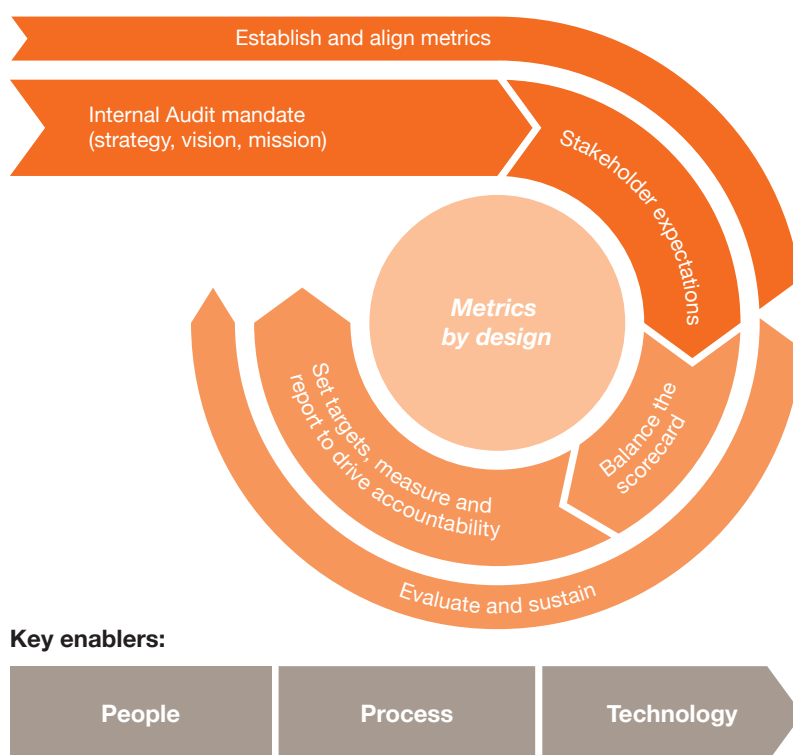 Establish and align metrics
Internal Audit mandate
(strategy, vision, mission)
Stakeholder expectations
Metrics
by design
Balance the
scorecard
Set targets, measure and
report to drive accountability
Evaluate and sustain
Key enablers:
People
Process
Technology